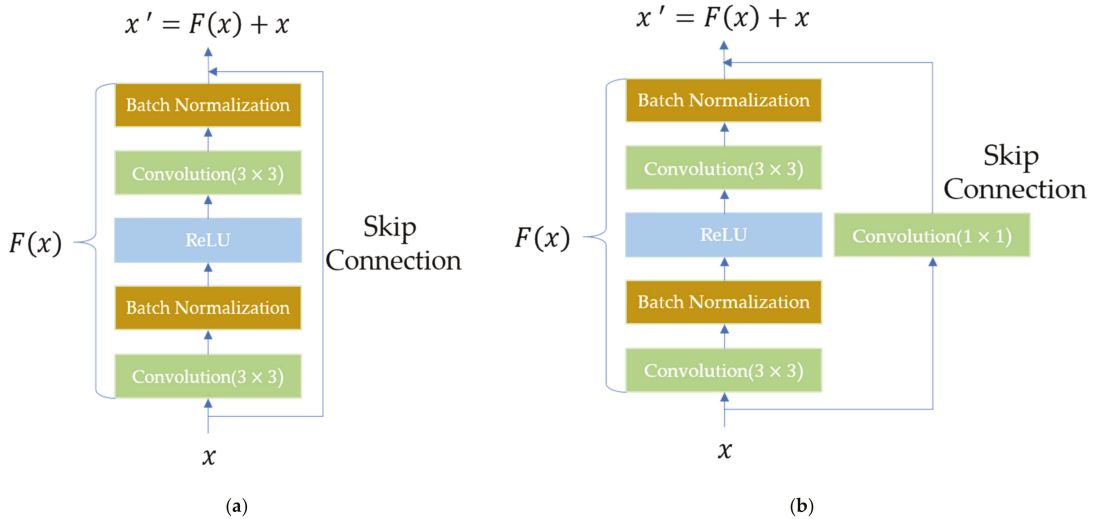 x ′ = F(x) + x
Batch Normalization
Convolution(3 × 3)
ReLU
Batch Normalization
Convolution(3 × 3)
F(x)
Skip
Connection
x
(a)
x ′ = F(x) + x
Batch Normalization
Convolution(3 × 3)
ReLU
Batch Normalization
Convolution(3 × 3)
F(x)
Skip
Connection
Convolution(1 × 1)
x
(b)